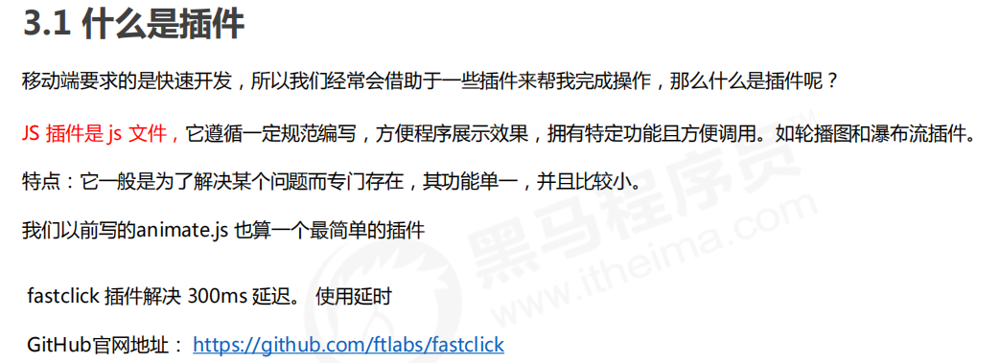 3.1 什么是插件
移动端要求的是快速开发，所以我们经常会借助于一些插件来帮我完成操作，那么什么是插件呢？
JS 插件是 js 文件，它遵循一定规范编写，方便程序展示效果，拥有特定功能且方便调用。如轮播图和瀑布流插件。
特点：它一般是为了解决某个问题而专门存在，其功能单一，并且比较小。
我们以前写的animate.js 也算一个最简单的插件
fastclick 插件解决 300ms 延迟。 使用延时
GitHub官网地址： https://github.com/ftlabs/fastclick
黑马程序员™
www.itheima.com